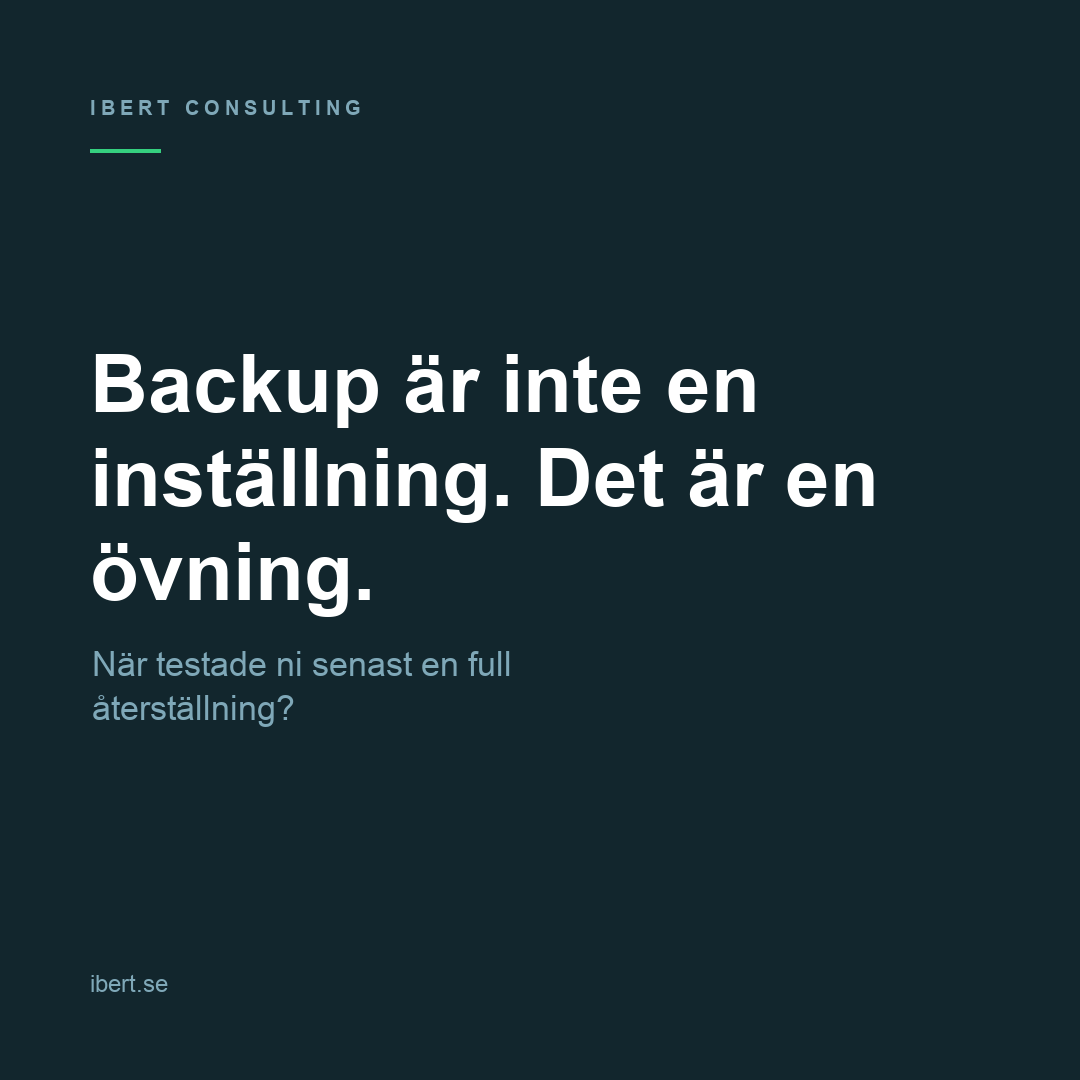 IBERT CONSULTING
Backup är inte en
inställning. Det är en
övning.
När testade ni senast en full
återställning?
ibert.se